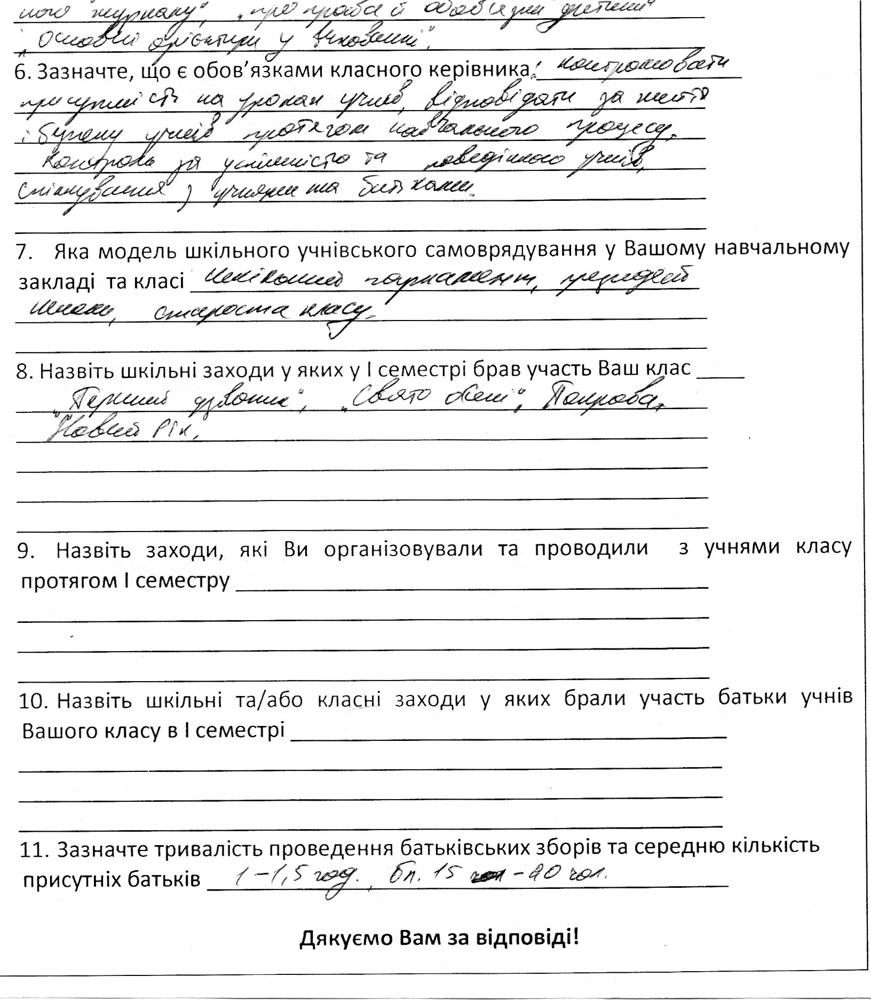 ного журналу", „про права й обов'язки дитини"
„Основні орієнтири у вихованні".
6. Зазначте, що є обов’язками класного керівника: контролювати
присутність на уроках учнів, відповідати за життя
і безпеку учнів протягом навчального процесу,
контроль за успішністю та поведінкою учнів,
спілкування з учнями та батьками.
7. Яка модель шкільного учнівського самоврядування у Вашому навчальному
закладі та класі шкільний парламент, президент
школи, староста класу.
8. Назвіть шкільні заходи у яких у І семестрі брав участь Ваш клас
„Перший дзвоник", „Свято осені", Покрова,
Новий Рік.
9. Назвіть заходи, які Ви організовували та проводили з учнями класу
протягом І семестру
10. Назвіть шкільні та/або класні заходи у яких брали участь батьки учнів
Вашого класу в І семестрі
11. Зазначте тривалість проведення батьківських зборів та середню кількість
присутніх батьків 1-1,5 год., бл. 15 - 20 чол.
Дякуємо Вам за відповіді!